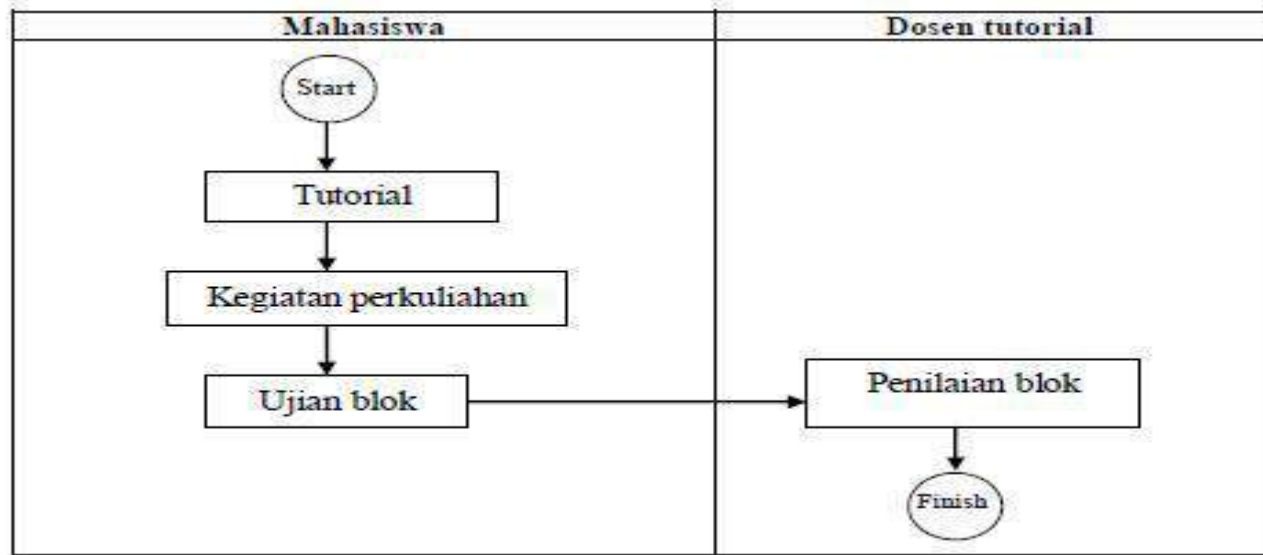 Mahasiswa
Dosen tutorial
Start
Tutorial
Kegiatan perkuliahan
Ujian blok
Penilaian blok
Finish